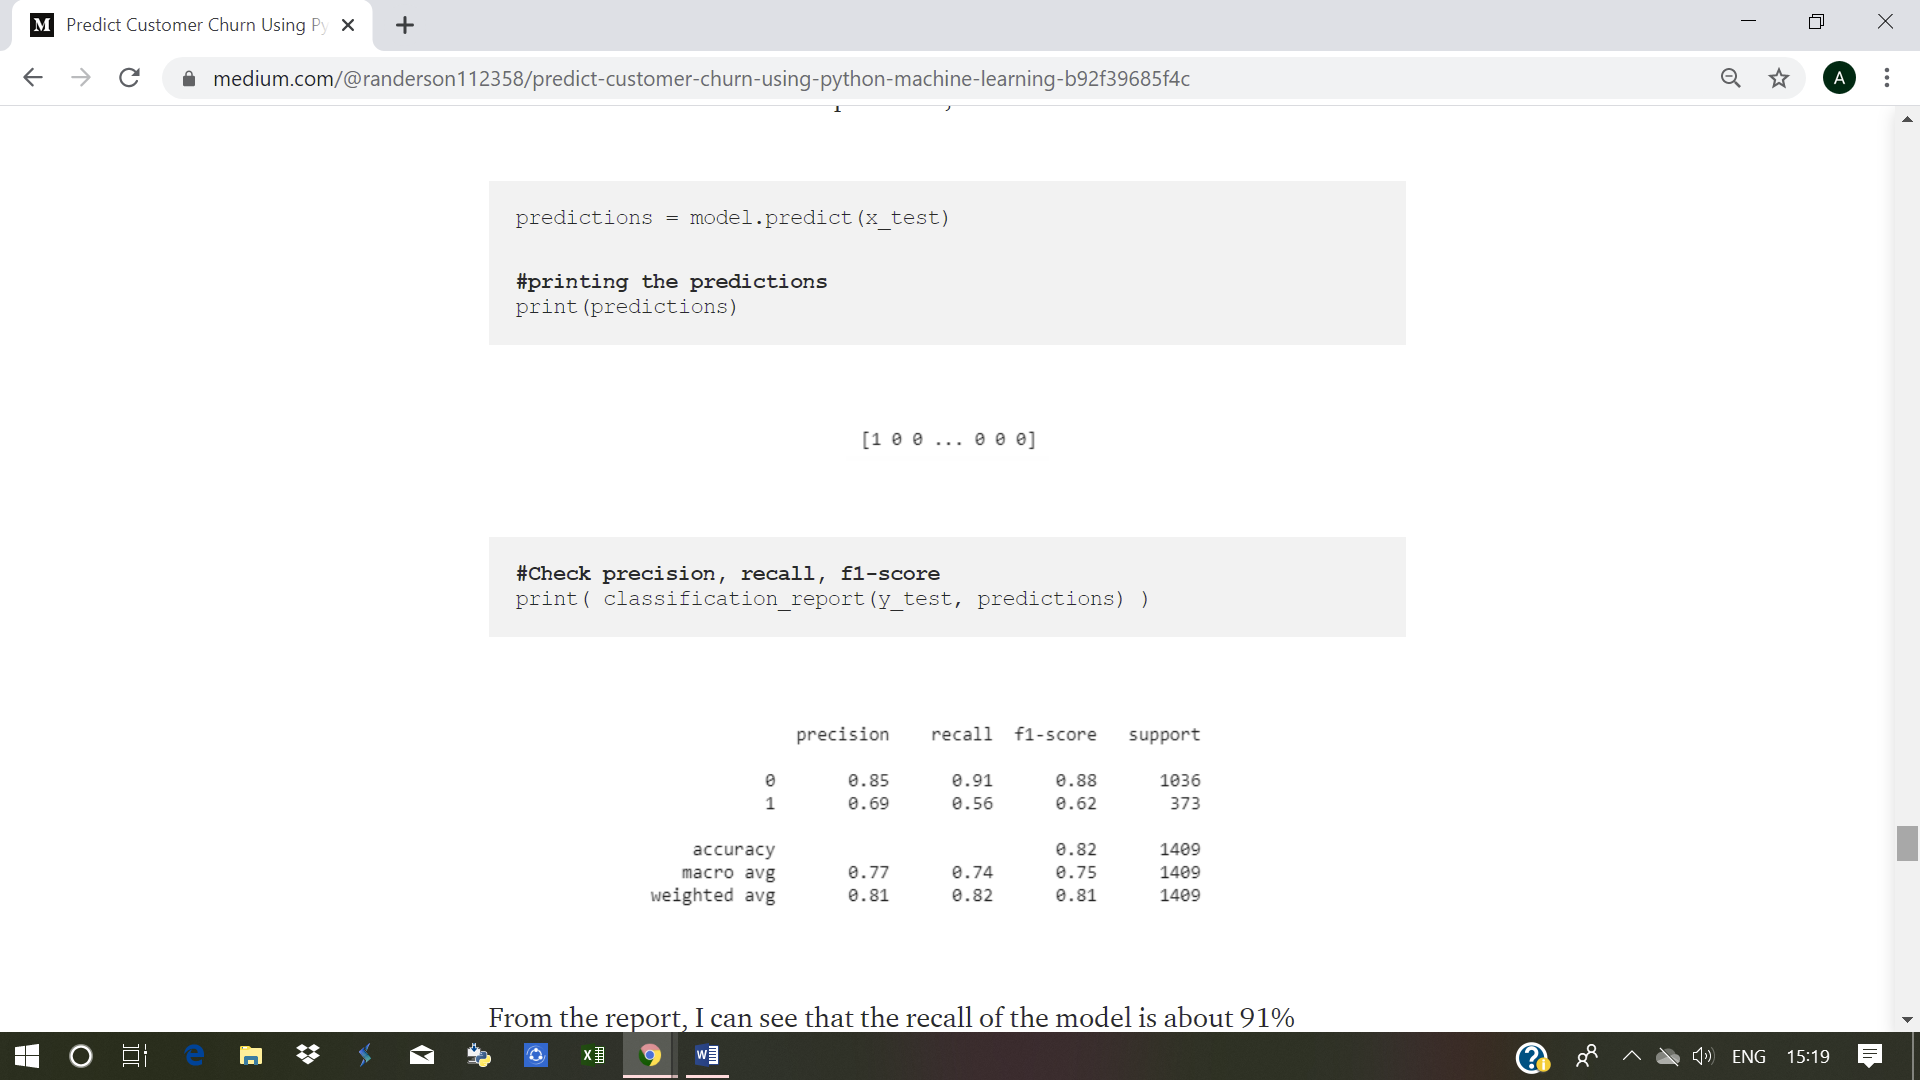 M Predict Customer Churn Using Py
medium.com/@randerson112358/predict-customer-churn-using-python-machine-learning-b92f39685f4c
A
predictions = model.predict(x_test)
#printing the predictions
print(predictions)
[1 0 0 ... 0 0 0]
#Check precision, recall, f1-score
print( classification_report(y_test, predictions) )
precision recall f1-score support
0 0.85 0.91 0.88 1036
1 0.69 0.56 0.62 373
accuracy 0.82 1409
macro avg 0.77 0.74 0.75 1409
weighted avg 0.81 0.82 0.81 1409
From the report, I can see that the recall of the model is about 91%
ENG 15:19